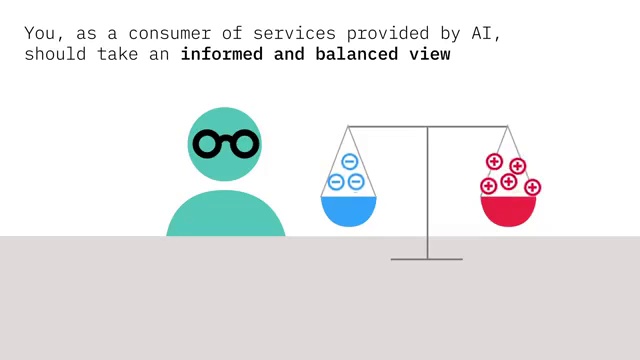 You, as a consumer of services provided by AI,
should take an informed and balanced view